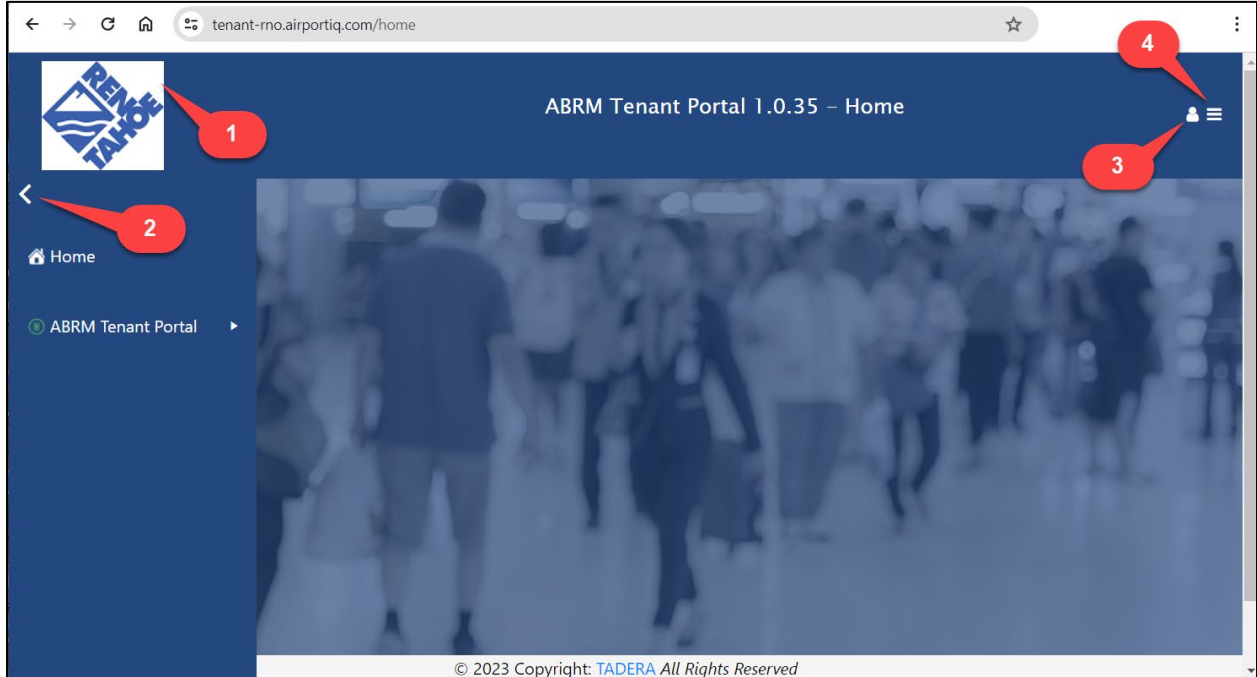 tenant-rno.airportiq.com/home
4
RENO
TAHOE
1
ABRM Tenant Portal 1.0.35 – Home
3
2
Home
ABRM Tenant Portal
© 2023 Copyright: TADERA All Rights Reserved